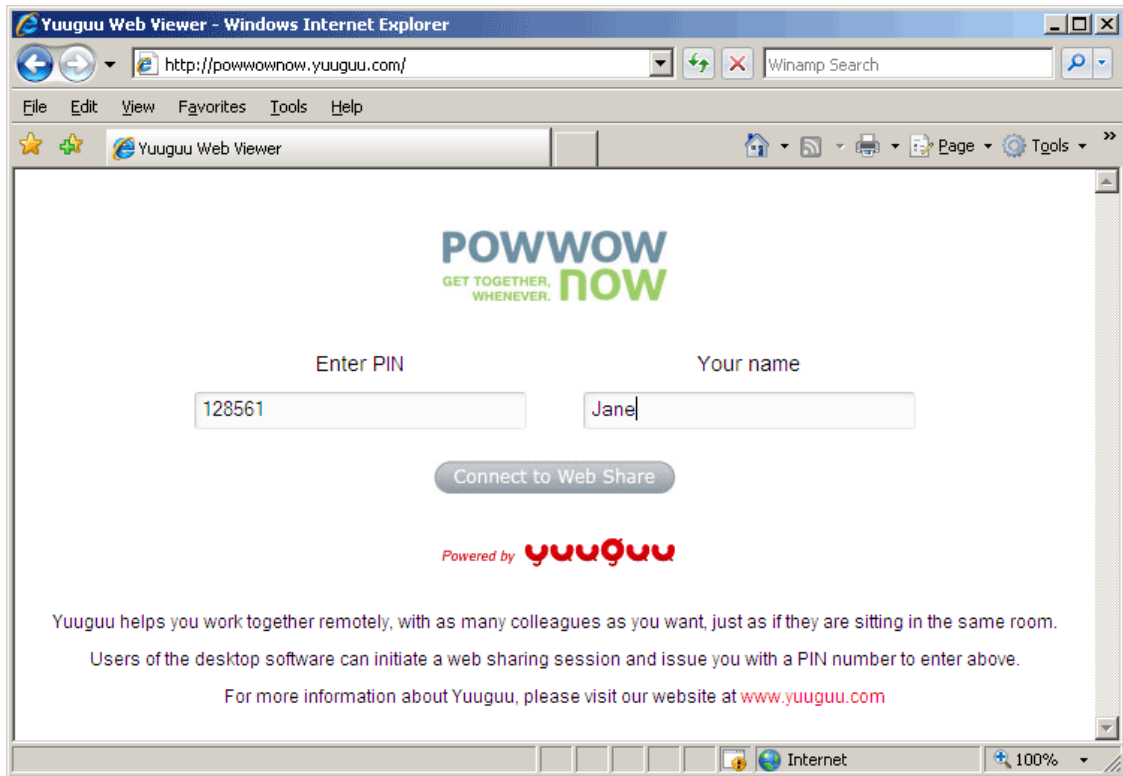 Yuuguu Web Viewer - Windows Internet Explorer
http://powwownow.yuuguu.com/
Winamp Search
File Edit View Favorites Tools Help
Yuuguu Web Viewer
Page Tools »
POWWOW
GET TOGETHER, WHENEVER. NOW
Enter PIN Your name
128561 Jane
Connect to Web Share
Powered by yuuguu
Yuuguu helps you work together remotely, with as many colleagues as you want, just as if they are sitting in the same room.
Users of the desktop software can initiate a web sharing session and issue you with a PIN number to enter above.
For more information about Yuuguu, please visit our website at www.yuuguu.com
Internet 100%